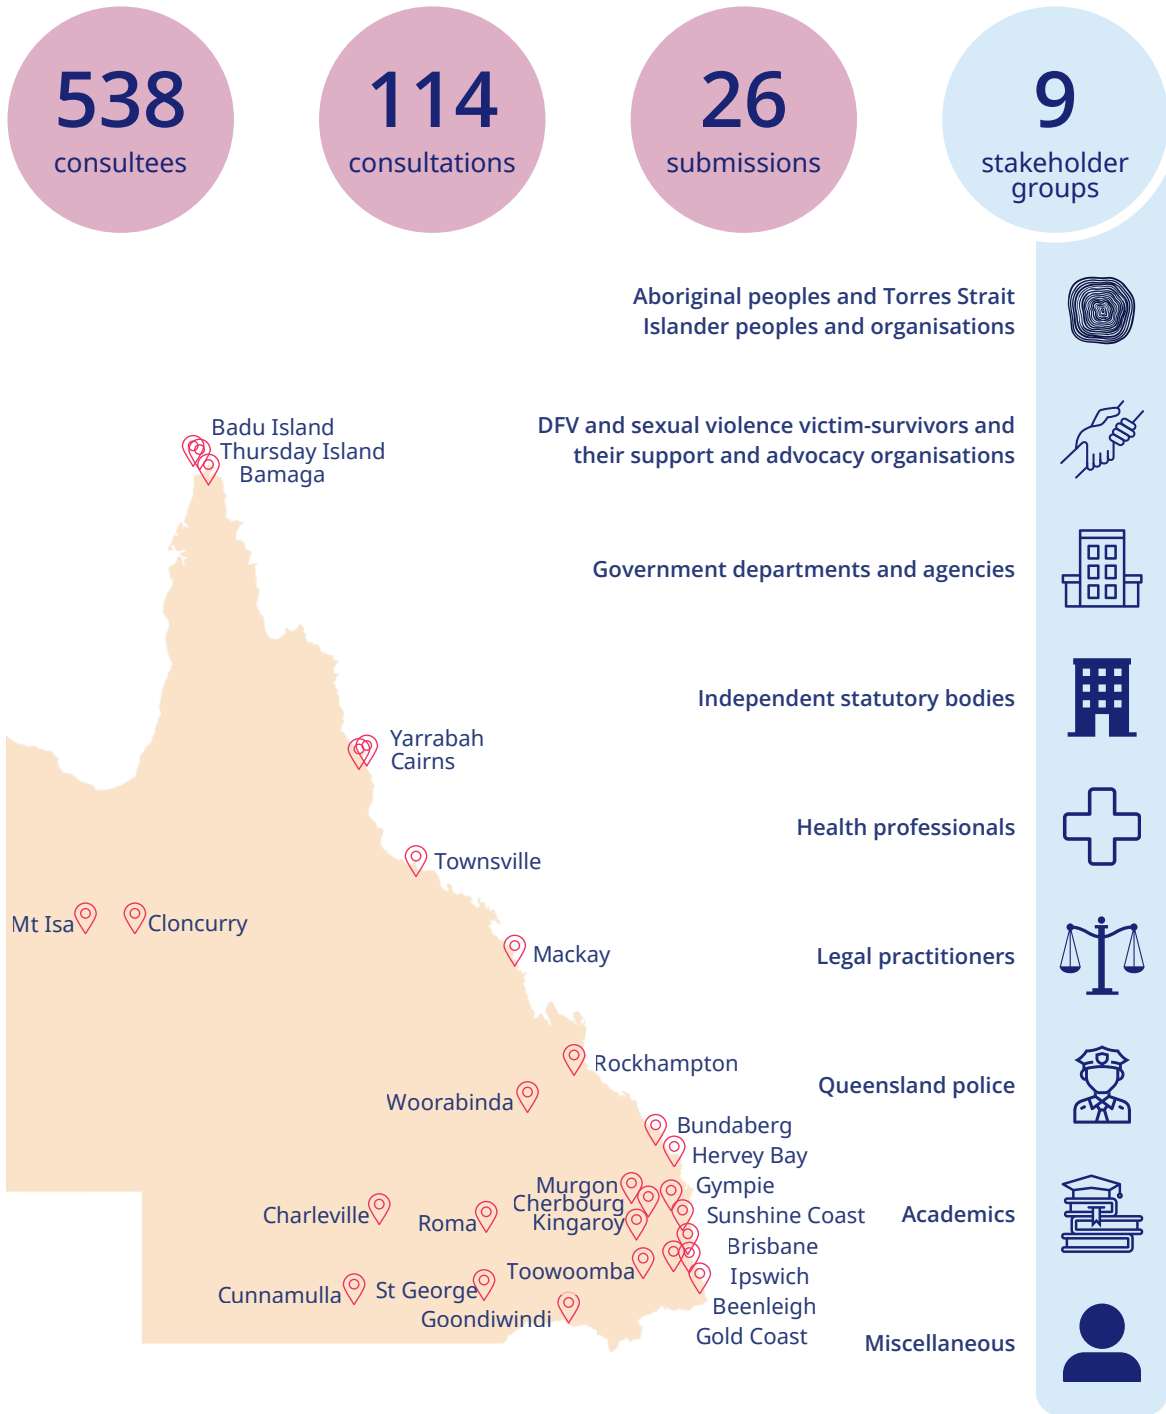 538
consultees
114
consultations
26
submissions
9
stakeholder
groups
Aboriginal peoples and Torres Strait
Islander peoples and organisations
DFV and sexual violence victim-survivors and
their support and advocacy organisations
Government departments and agencies
Independent statutory bodies
Health professionals
Legal practitioners
Queensland police
Academics
Miscellaneous
Badu Island
Thursday Island
Bamaga
Yarrabah
Cairns
Townsville
Mt Isa
Cloncurry
Mackay
Rockhampton
Woorabinda
Bundaberg
Hervey Bay
Murgon
Gympie
Cherbourg
Charleville
Roma
Kingaroy
Sunshine Coast
Brisbane
Toowoomba
Ipswich
Cunnamulla
St George
Beenleigh
Goondiwindi
Gold Coast